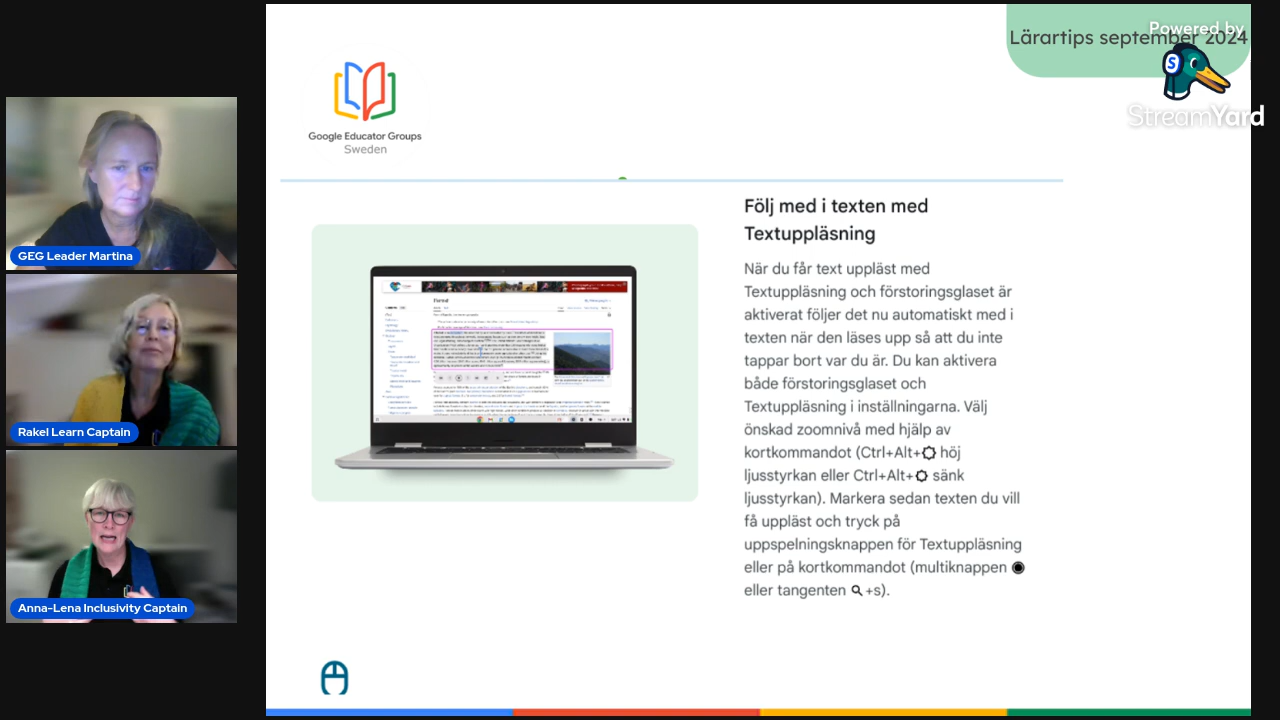 Powered by
StreamYard
Lärartips september 2024
Google Educator Groups
Sweden
GEG Leader Martina
Rakel Learn Captain
Anna-Lena Inclusivity Captain
Följ med i texten med
Textuppläsning
När du får text uppläst med
Textuppläsning och förstoringsglaset är
aktiverat följer det nu automatiskt med i
texten när den läses upp så att du inte
tappar bort var du är. Du kan aktivera
både förstoringsglaset och
Textuppläsning i inställningarna. Välj
önskad zoomnivå med hjälp av
kortkommandot (Ctrl+Alt+ höj
ljusstyrkan eller Ctrl+Alt+ sänk
ljusstyrkan). Markera sedan texten du vill
få uppläst och tryck på
uppspelningsknappen för Textuppläsning
eller på kortkommandot (multiknappen
eller tangenten +s).